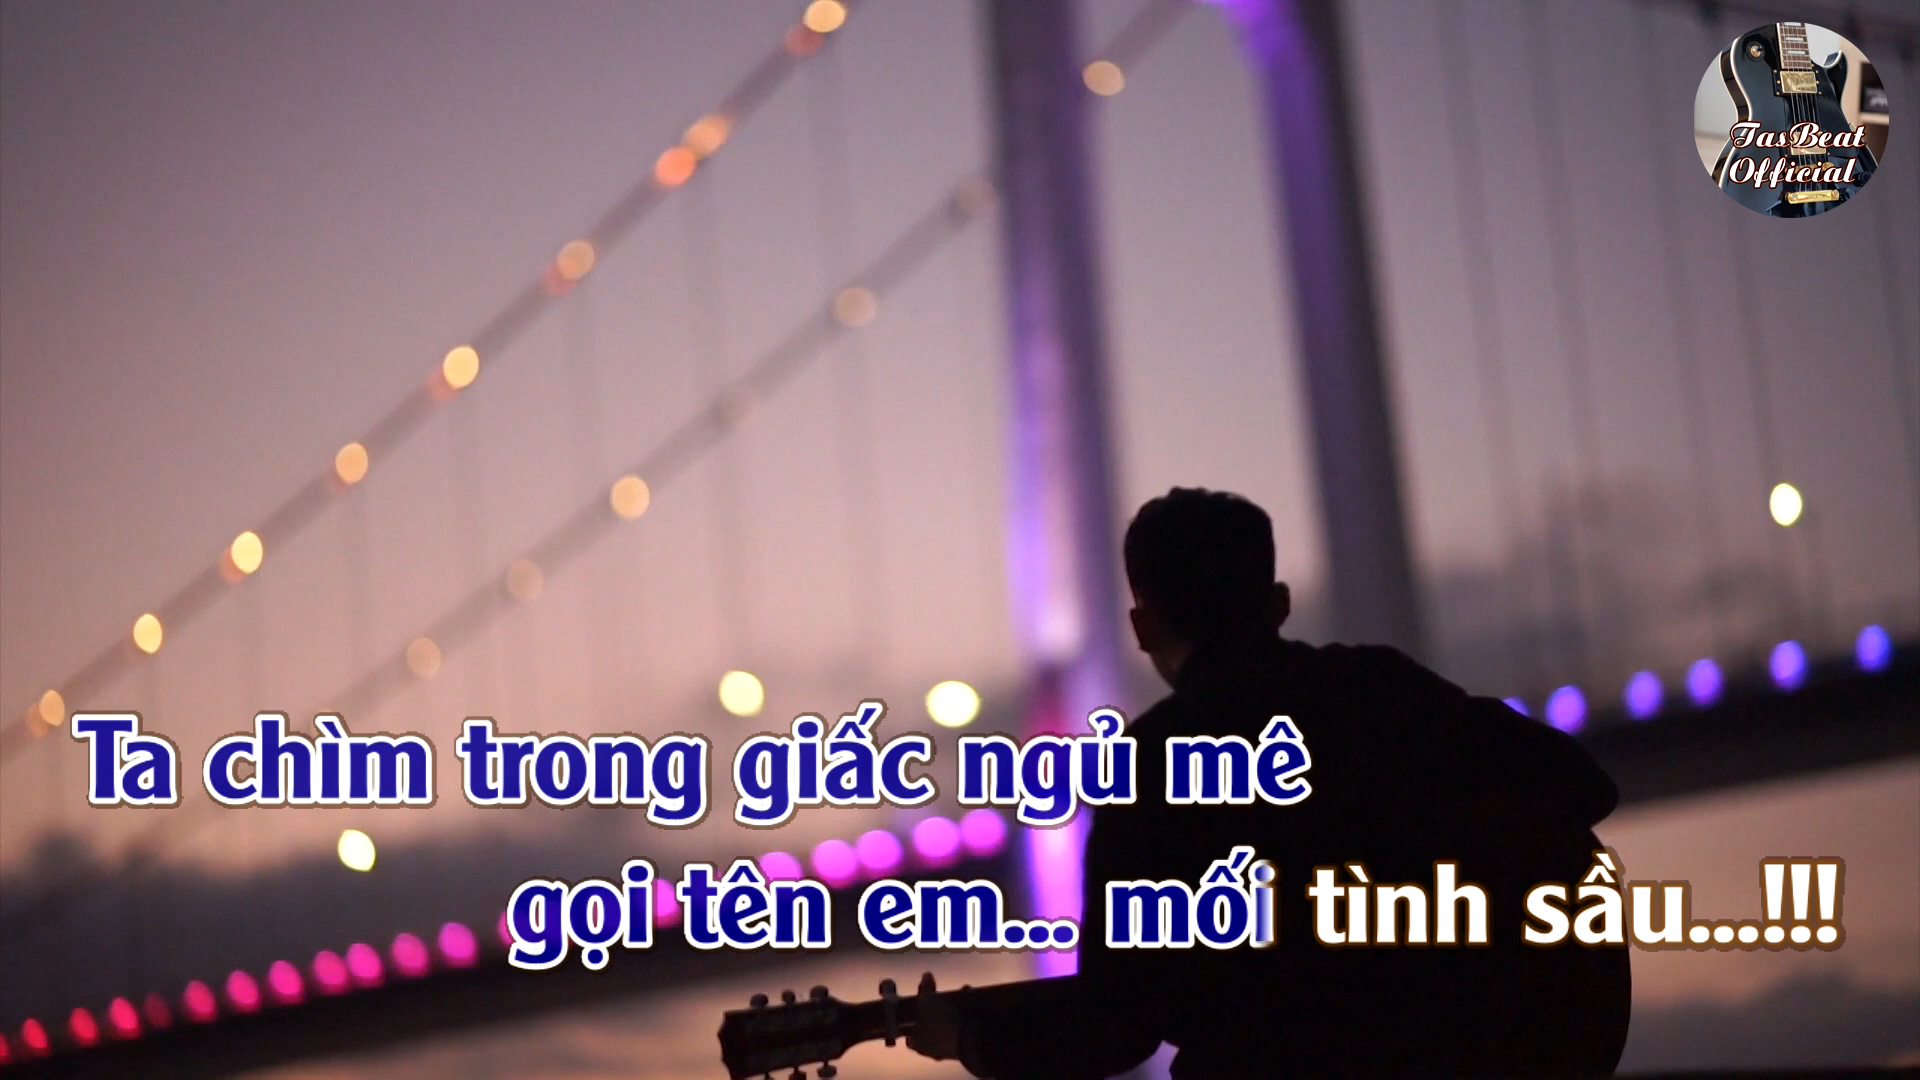 TasBeat
Official
Ta chìm trong giấc ngủ mê
gọi tên em... mối tình sầu...!!!